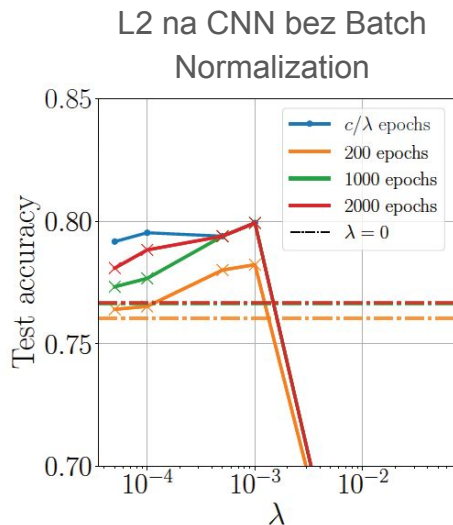 L2 na CNN bez Batch
Normalization
0.85
c/λ epochs
200 epochs
1000 epochs
2000 epochs
λ = 0
0.80
0.75
0.70
Test accuracy
10⁻⁴
10⁻³
10⁻²
λ